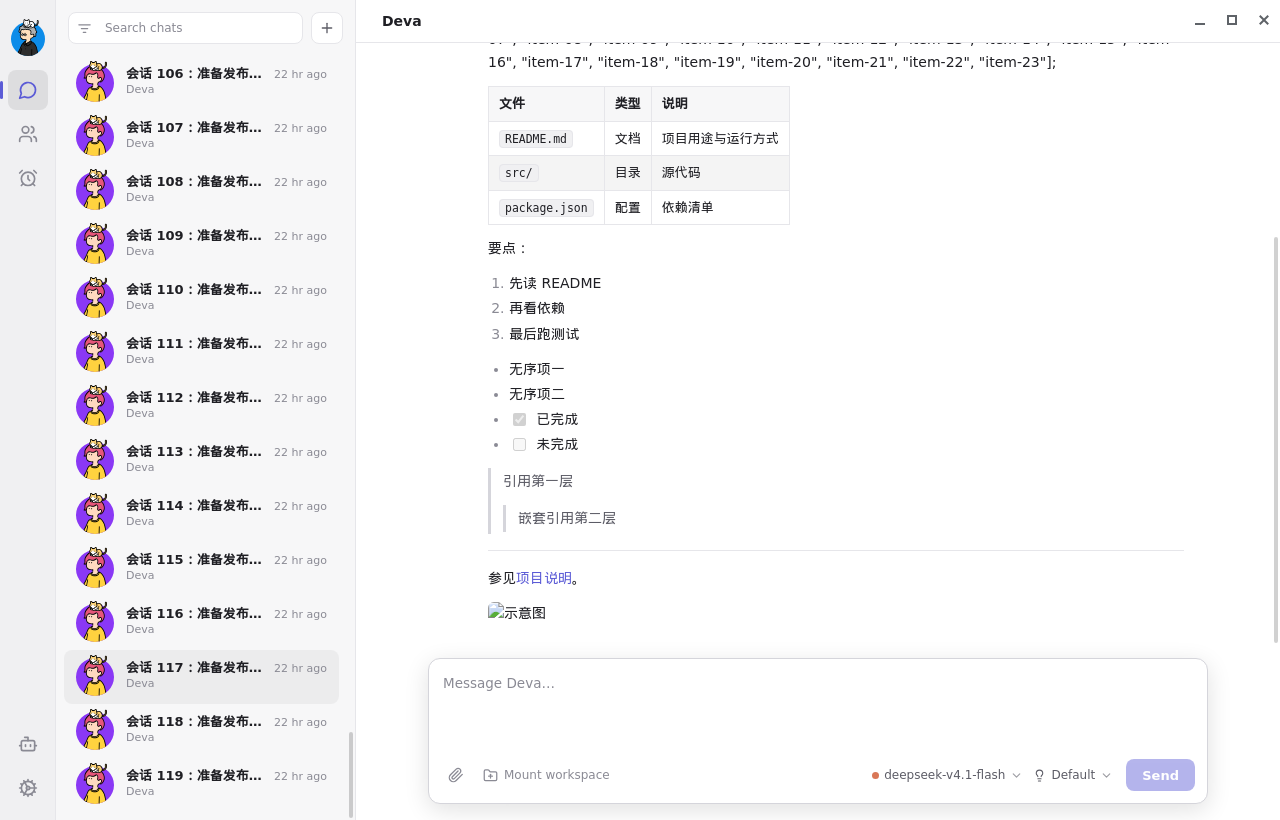 Search chats
会话 106：准备发布... 22 hr ago
Deva
会话 107：准备发布... 22 hr ago
Deva
会话 108：准备发布... 22 hr ago
Deva
会话 109：准备发布... 22 hr ago
Deva
会话 110：准备发布... 22 hr ago
Deva
会话 111：准备发布... 22 hr ago
Deva
会话 112：准备发布... 22 hr ago
Deva
会话 113：准备发布... 22 hr ago
Deva
会话 114：准备发布... 22 hr ago
Deva
会话 115：准备发布... 22 hr ago
Deva
会话 116：准备发布... 22 hr ago
Deva
会话 117：准备发布... 22 hr ago
Deva
会话 118：准备发布... 22 hr ago
Deva
会话 119：准备发布... 22 hr ago
Deva
Deva
16", "item-17", "item-18", "item-19", "item-20", "item-21", "item-22", "item-23"];
文件 类型 说明
README.md 文档 项目用途与运行方式
src/ 目录 源代码
package.json 配置 依赖清单
要点：
1. 先读 README
2. 再看依赖
3. 最后跑测试
• 无序项一
• 无序项二
• 已完成
• 未完成
引用第一层
嵌套引用第二层
参见项目说明。
示意图
Message Deva...
Mount workspace deepseek-v4.1-flash Default Send